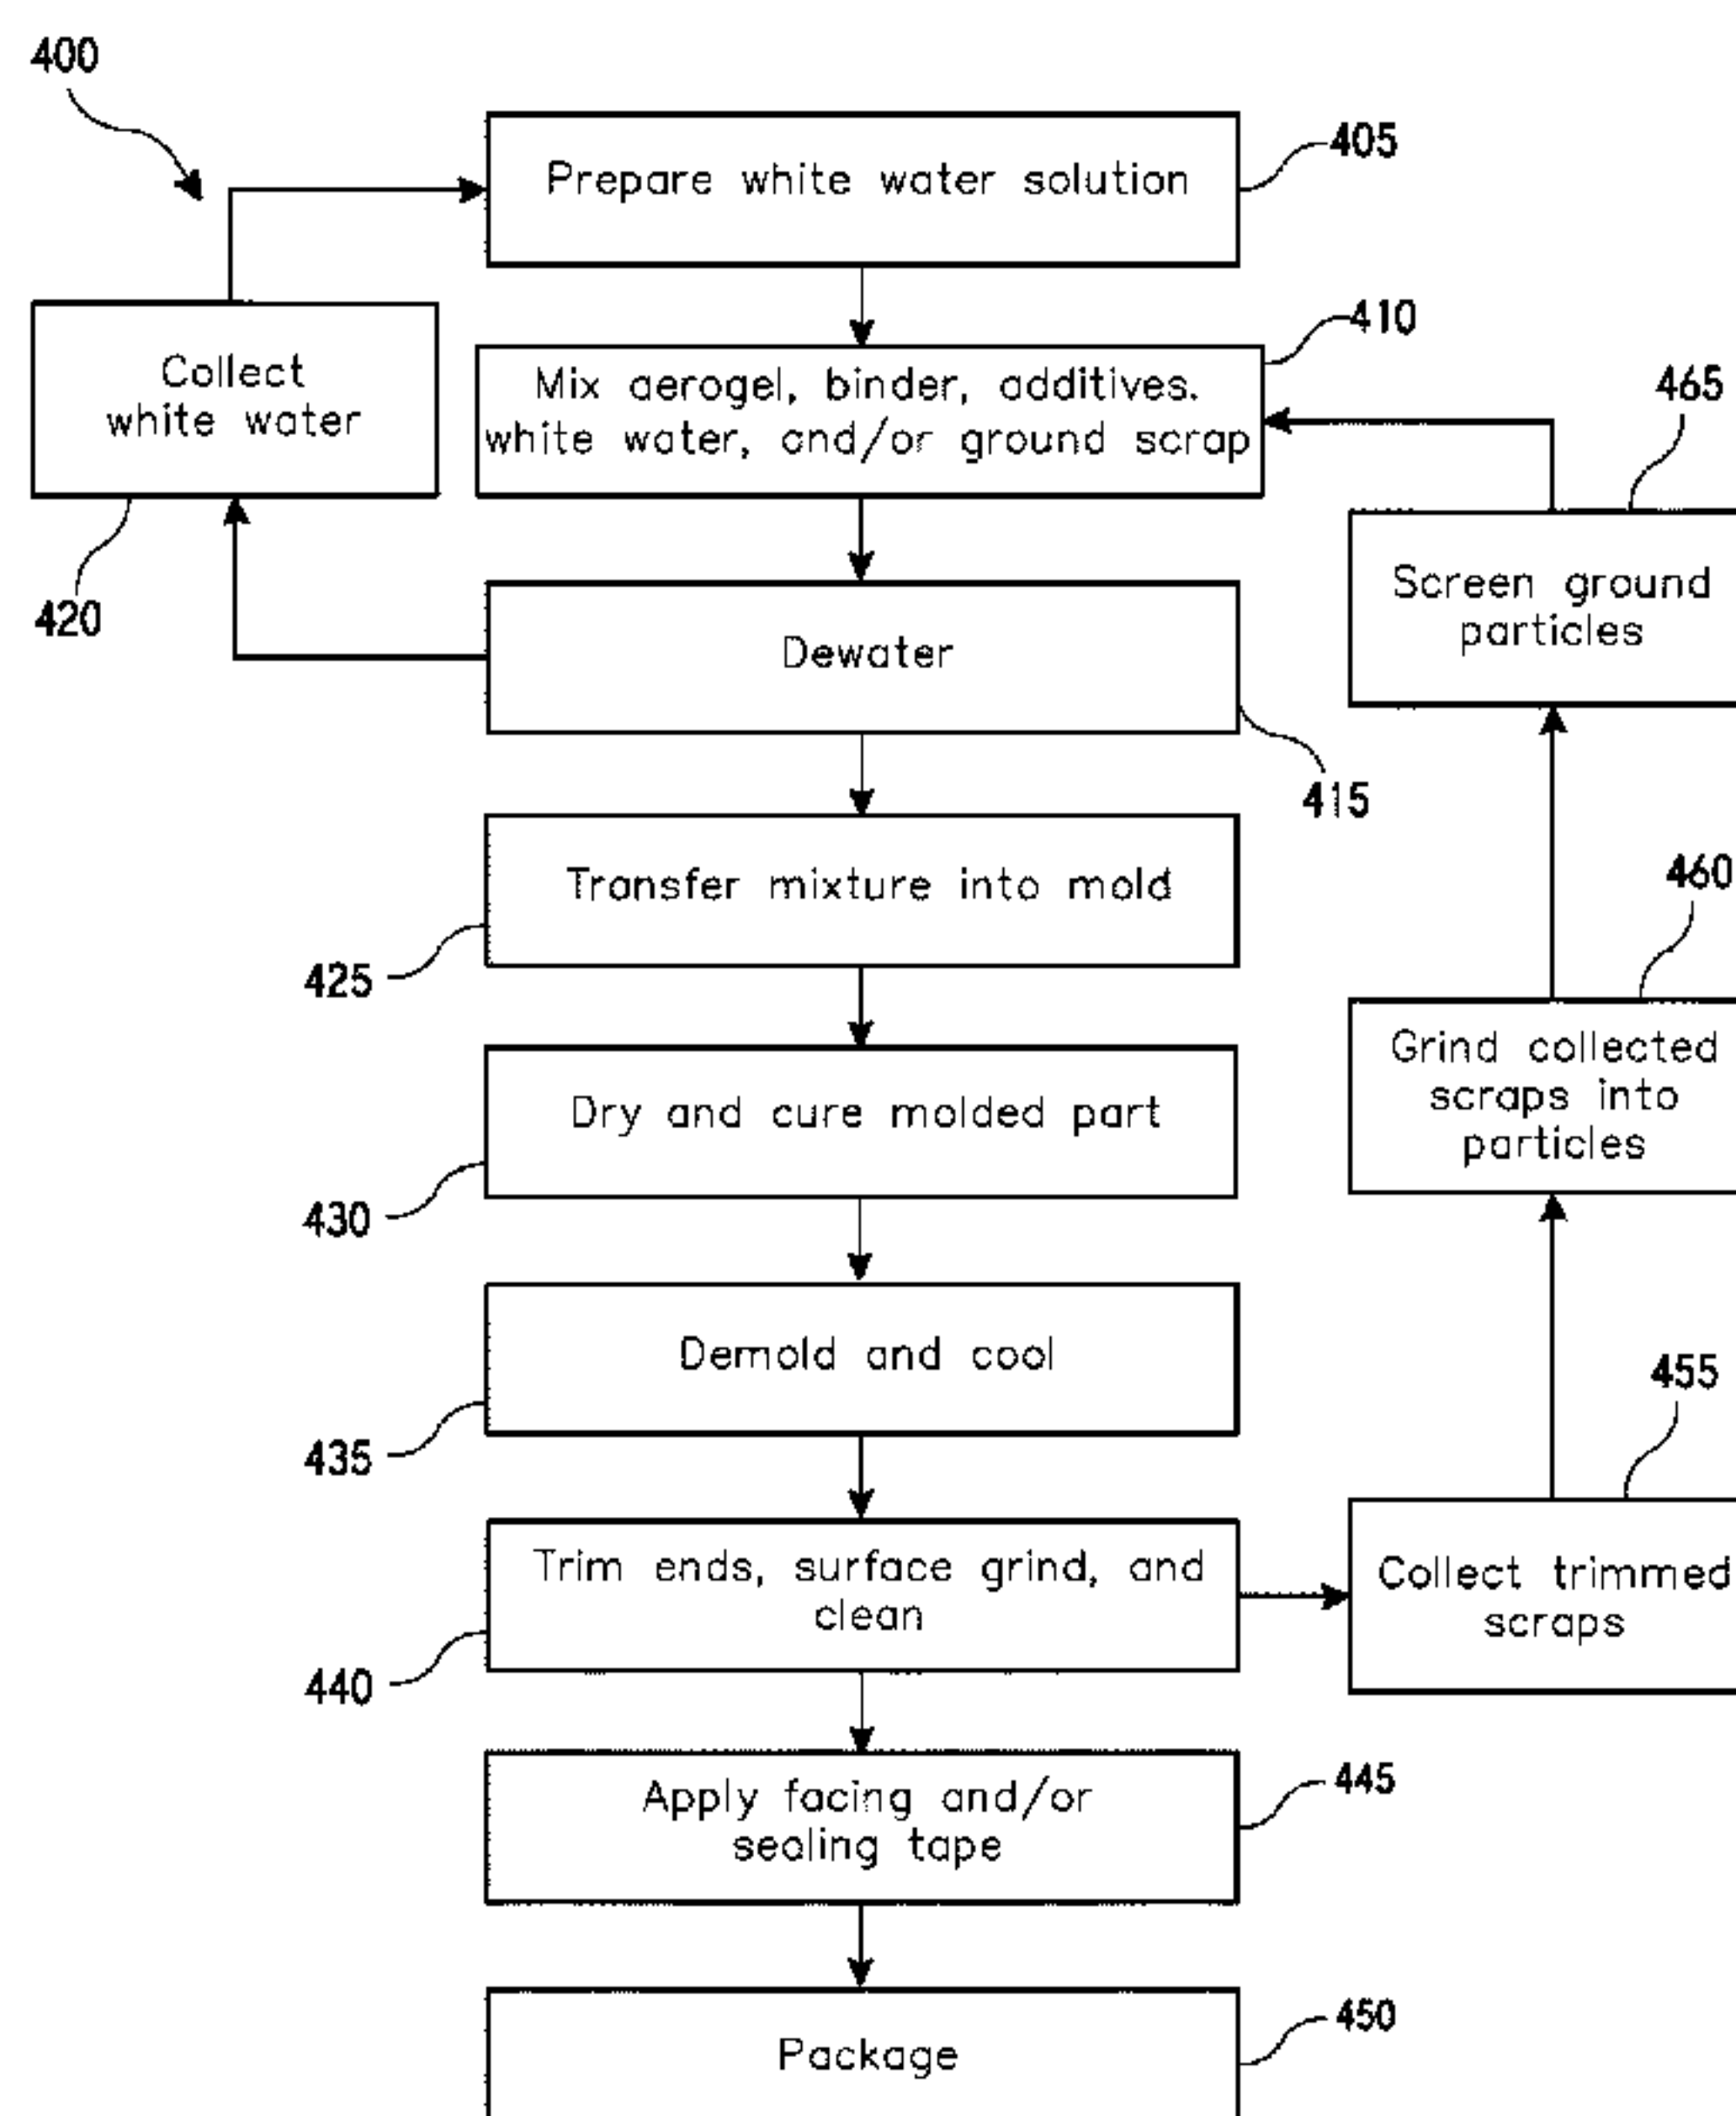 400
Prepare white water solution
405
Collect
white water
420
Mix aerogel, binder, additives.
white water, and/or ground scrap
410
465
Screen ground
particles
Dewater
415
Transfer mixture into mold
425
460
Grind collected
scraps into
particles
Dry and cure molded part
430
Demold and cool
435
455
Trim ends, surface grind, and
clean
440
Collect trimmed
scraps
Apply facing and/or
sealing tape
445
Package
450